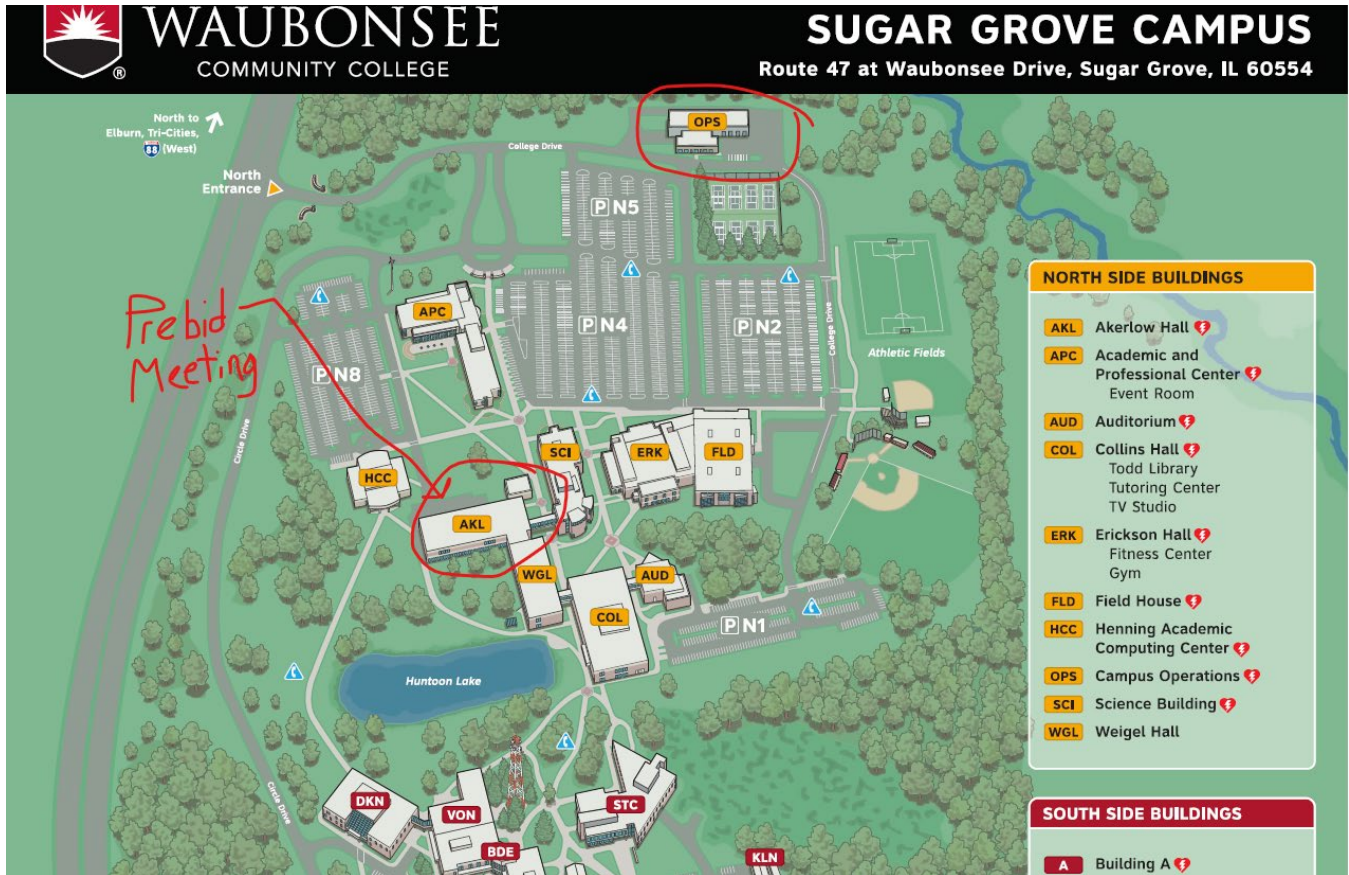 WAUBONSEE
COMMUNITY COLLEGE
®
SUGAR GROVE CAMPUS
Route 47 at Waubonsee Drive, Sugar Grove, IL 60554
North to
Elburn, Tri-Cities,
88 (West)
North
Entrance
College Drive
OPS
P N5
Prebid
Meeting
APC
P N4
P N2
College Drive
Athletic Fields
P N8
Circle Drive
HCC
SCI
ERK
FLD
AKL
WGL
AUD
COL
P N1
Huntoon Lake
Circle Drive
DKN
VON
BDE
STC
KLN
NORTH SIDE BUILDINGS
AKL Akerlow Hall
APC Academic and
Professional Center
Event Room
AUD Auditorium
COL Collins Hall
Todd Library
Tutoring Center
TV Studio
ERK Erickson Hall
Fitness Center
Gym
FLD Field House
HCC Henning Academic
Computing Center
OPS Campus Operations
SCI Science Building
WGL Weigel Hall
SOUTH SIDE BUILDINGS
A Building A